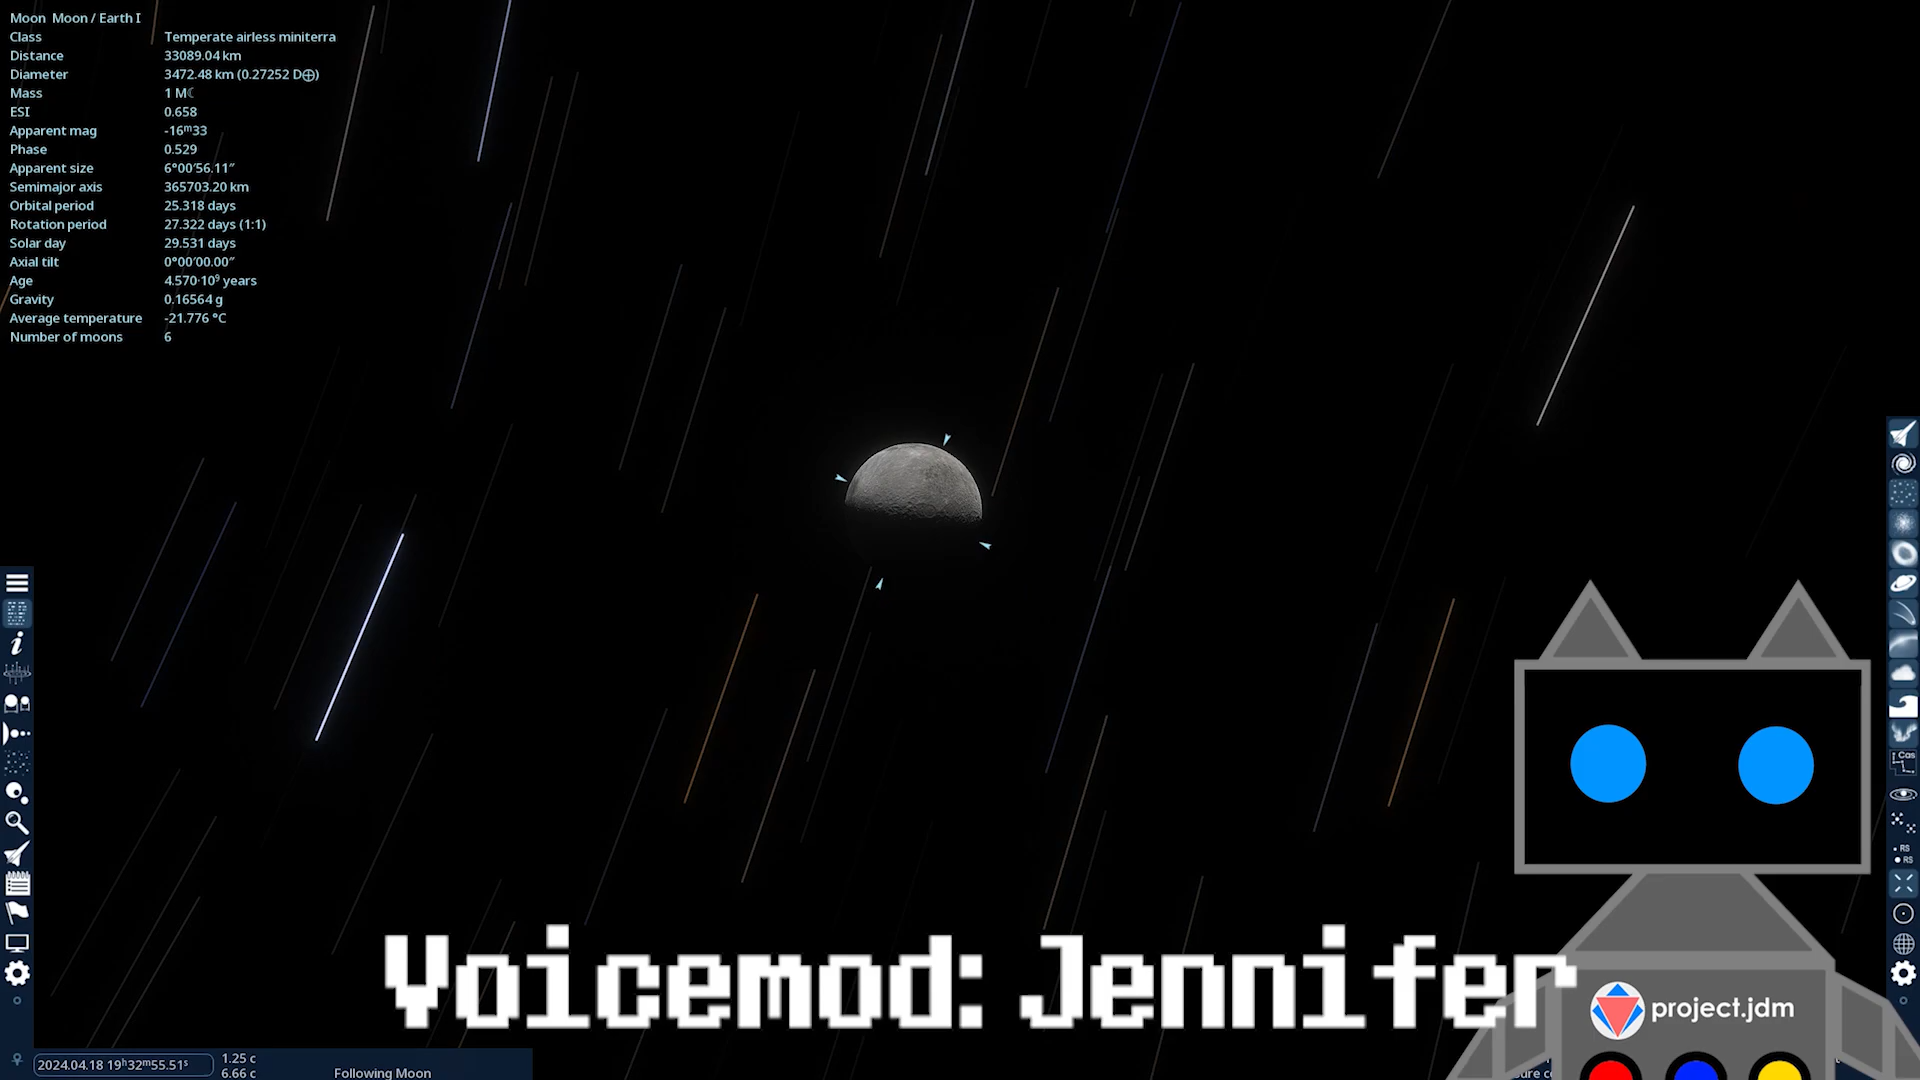 Moon Moon / Earth I
Class Temperate airless miniterra
Distance 33089.04 km
Diameter 3472.48 km (0.27252 D⊕)
Mass 1 M☾
ESI 0.658
Apparent mag -16ᵐ33
Phase 0.529
Apparent size 6°00′56.11″
Semimajor axis 365703.20 km
Orbital period 25.318 days
Rotation period 27.322 days (1:1)
Solar day 29.531 days
Axial tilt 0°00′00.00″
Age 4.570·10⁹ years
Gravity 0.16564 g
Average temperature -21.776 °C
Number of moons 6
Cas
RS
RS
Voicemod: Jennifer
project.jdm
2024.04.18 19ʰ32ᵐ55.51ˢ
1.25 c
6.66 c
Following Moon